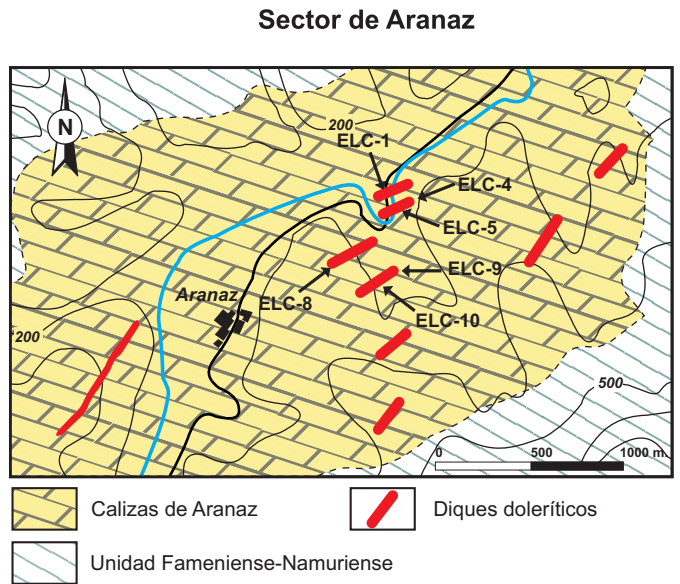 Sector de Aranaz
N
200
ELC-1
ELC-4
ELC-5
ELC-9
Aranaz
ELC-8
ELC-10
200
500
0 500 1000 m.
Calizas de Aranaz
Diques doleríticos
Unidad Fameniense-Namuriense